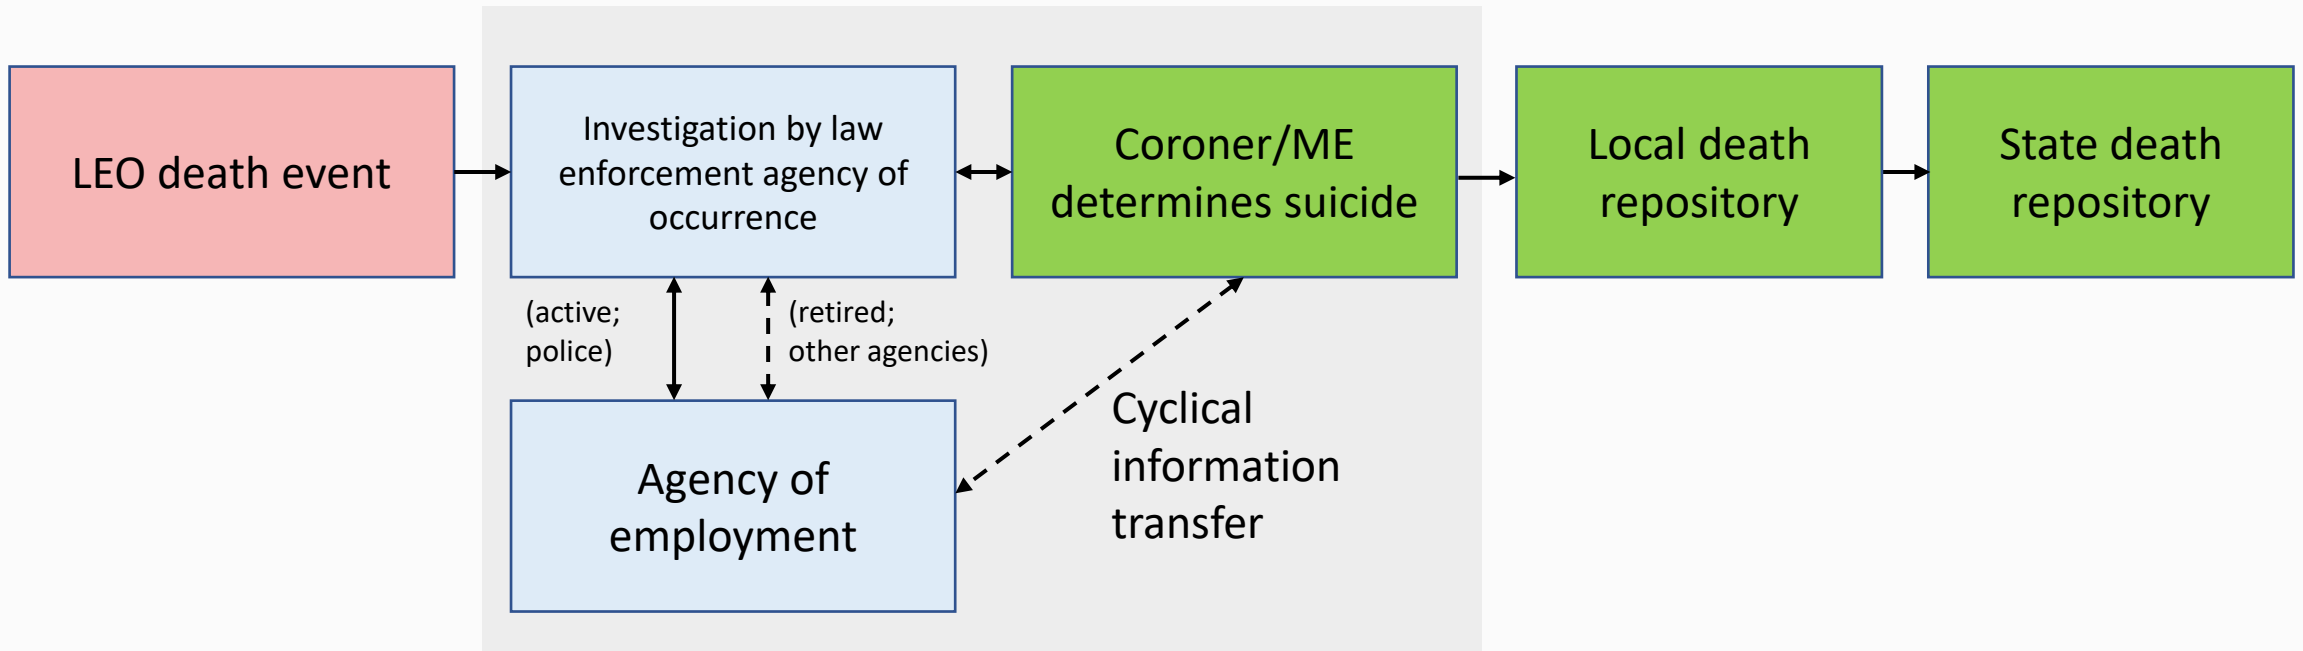 LEO death event
Investigation by law
enforcement agency of
occurrence
Coroner/ME
determines suicide
Local death
repository
State death
repository
(active;
police)
(retired;
other agencies)
Agency of
employment
Cyclical
information
transfer